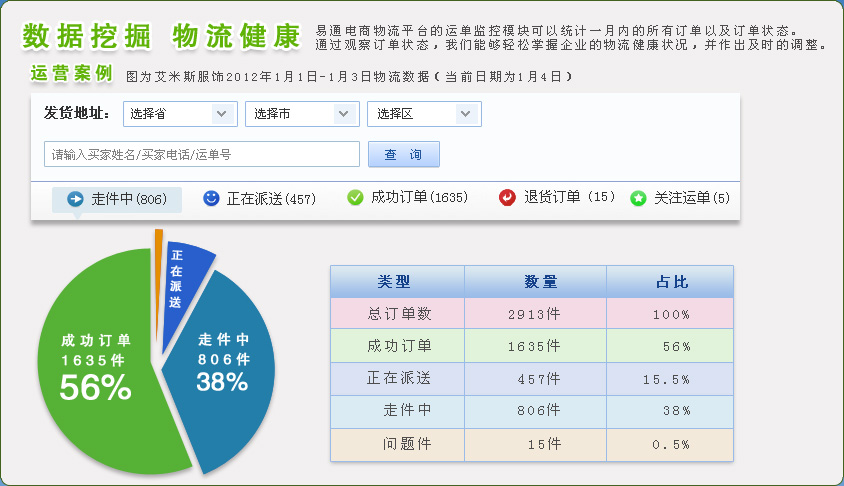 数据挖掘 物流健康
易通电商物流平台的运单监控模块可以统计一月内的所有订单以及订单状态。
通过观察订单状态，我们能够轻松掌握企业的物流健康状况，并作出及时的调整。
运营案例 图为艾米斯服饰2012年1月1日-1月3日物流数据（当前日期为1月4日）
发货地址： 选择省 选择市 选择区
请输入买家姓名/买家电话/运单号 查 询
走件中(806) 正在派送(457) 成功订单(1635) 退货订单（15） 关注运单(5)
正在派送
成功订单
1635件
56%
走件中
806件
38%
类型 数量 占比
总订单数 2913件 100%
成功订单 1635件 56%
正在派送 457件 15.5%
走件中 806件 38%
问题件 15件 0.5%